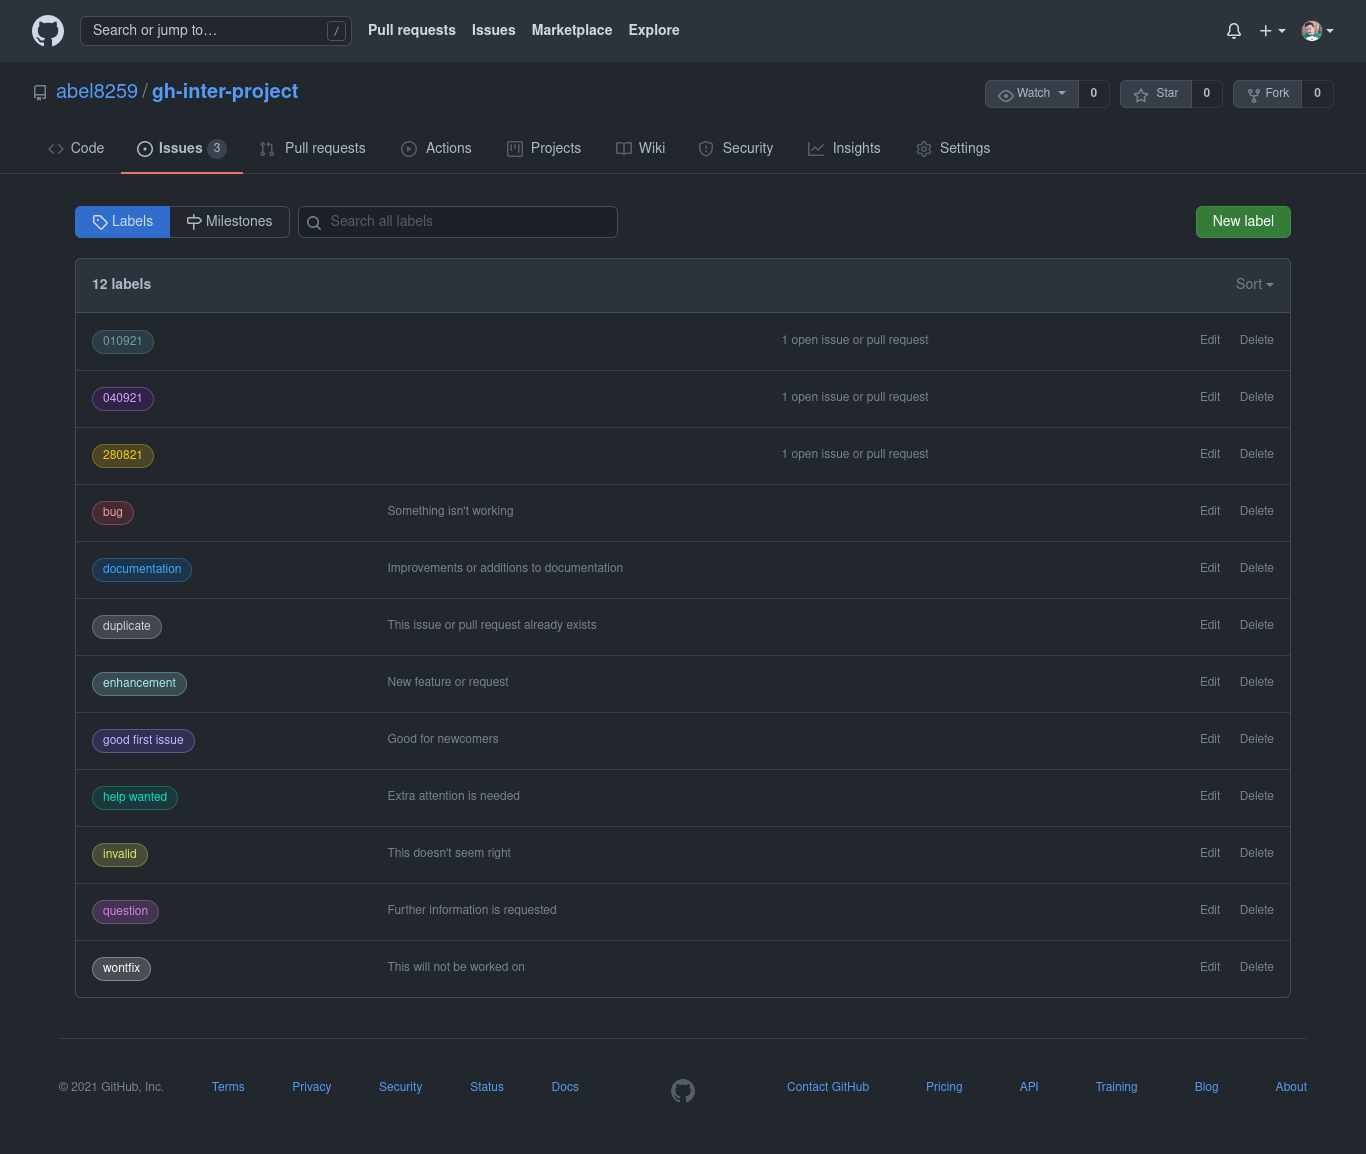 Search or jump to… / Pull requests Issues Marketplace Explore
abel8259 / gh-inter-project Watch 0 Star 0 Fork 0
Code Issues 3 Pull requests Actions Projects Wiki Security Insights Settings
Labels Milestones Search all labels New label
12 labels Sort
010921 1 open issue or pull request Edit Delete
040921 1 open issue or pull request Edit Delete
280821 1 open issue or pull request Edit Delete
bug Something isn't working Edit Delete
documentation Improvements or additions to documentation Edit Delete
duplicate This issue or pull request already exists Edit Delete
enhancement New feature or request Edit Delete
good first issue Good for newcomers Edit Delete
help wanted Extra attention is needed Edit Delete
invalid This doesn't seem right Edit Delete
question Further information is requested Edit Delete
wontfix This will not be worked on Edit Delete
© 2021 GitHub, Inc. Terms Privacy Security Status Docs Contact GitHub Pricing API Training Blog About